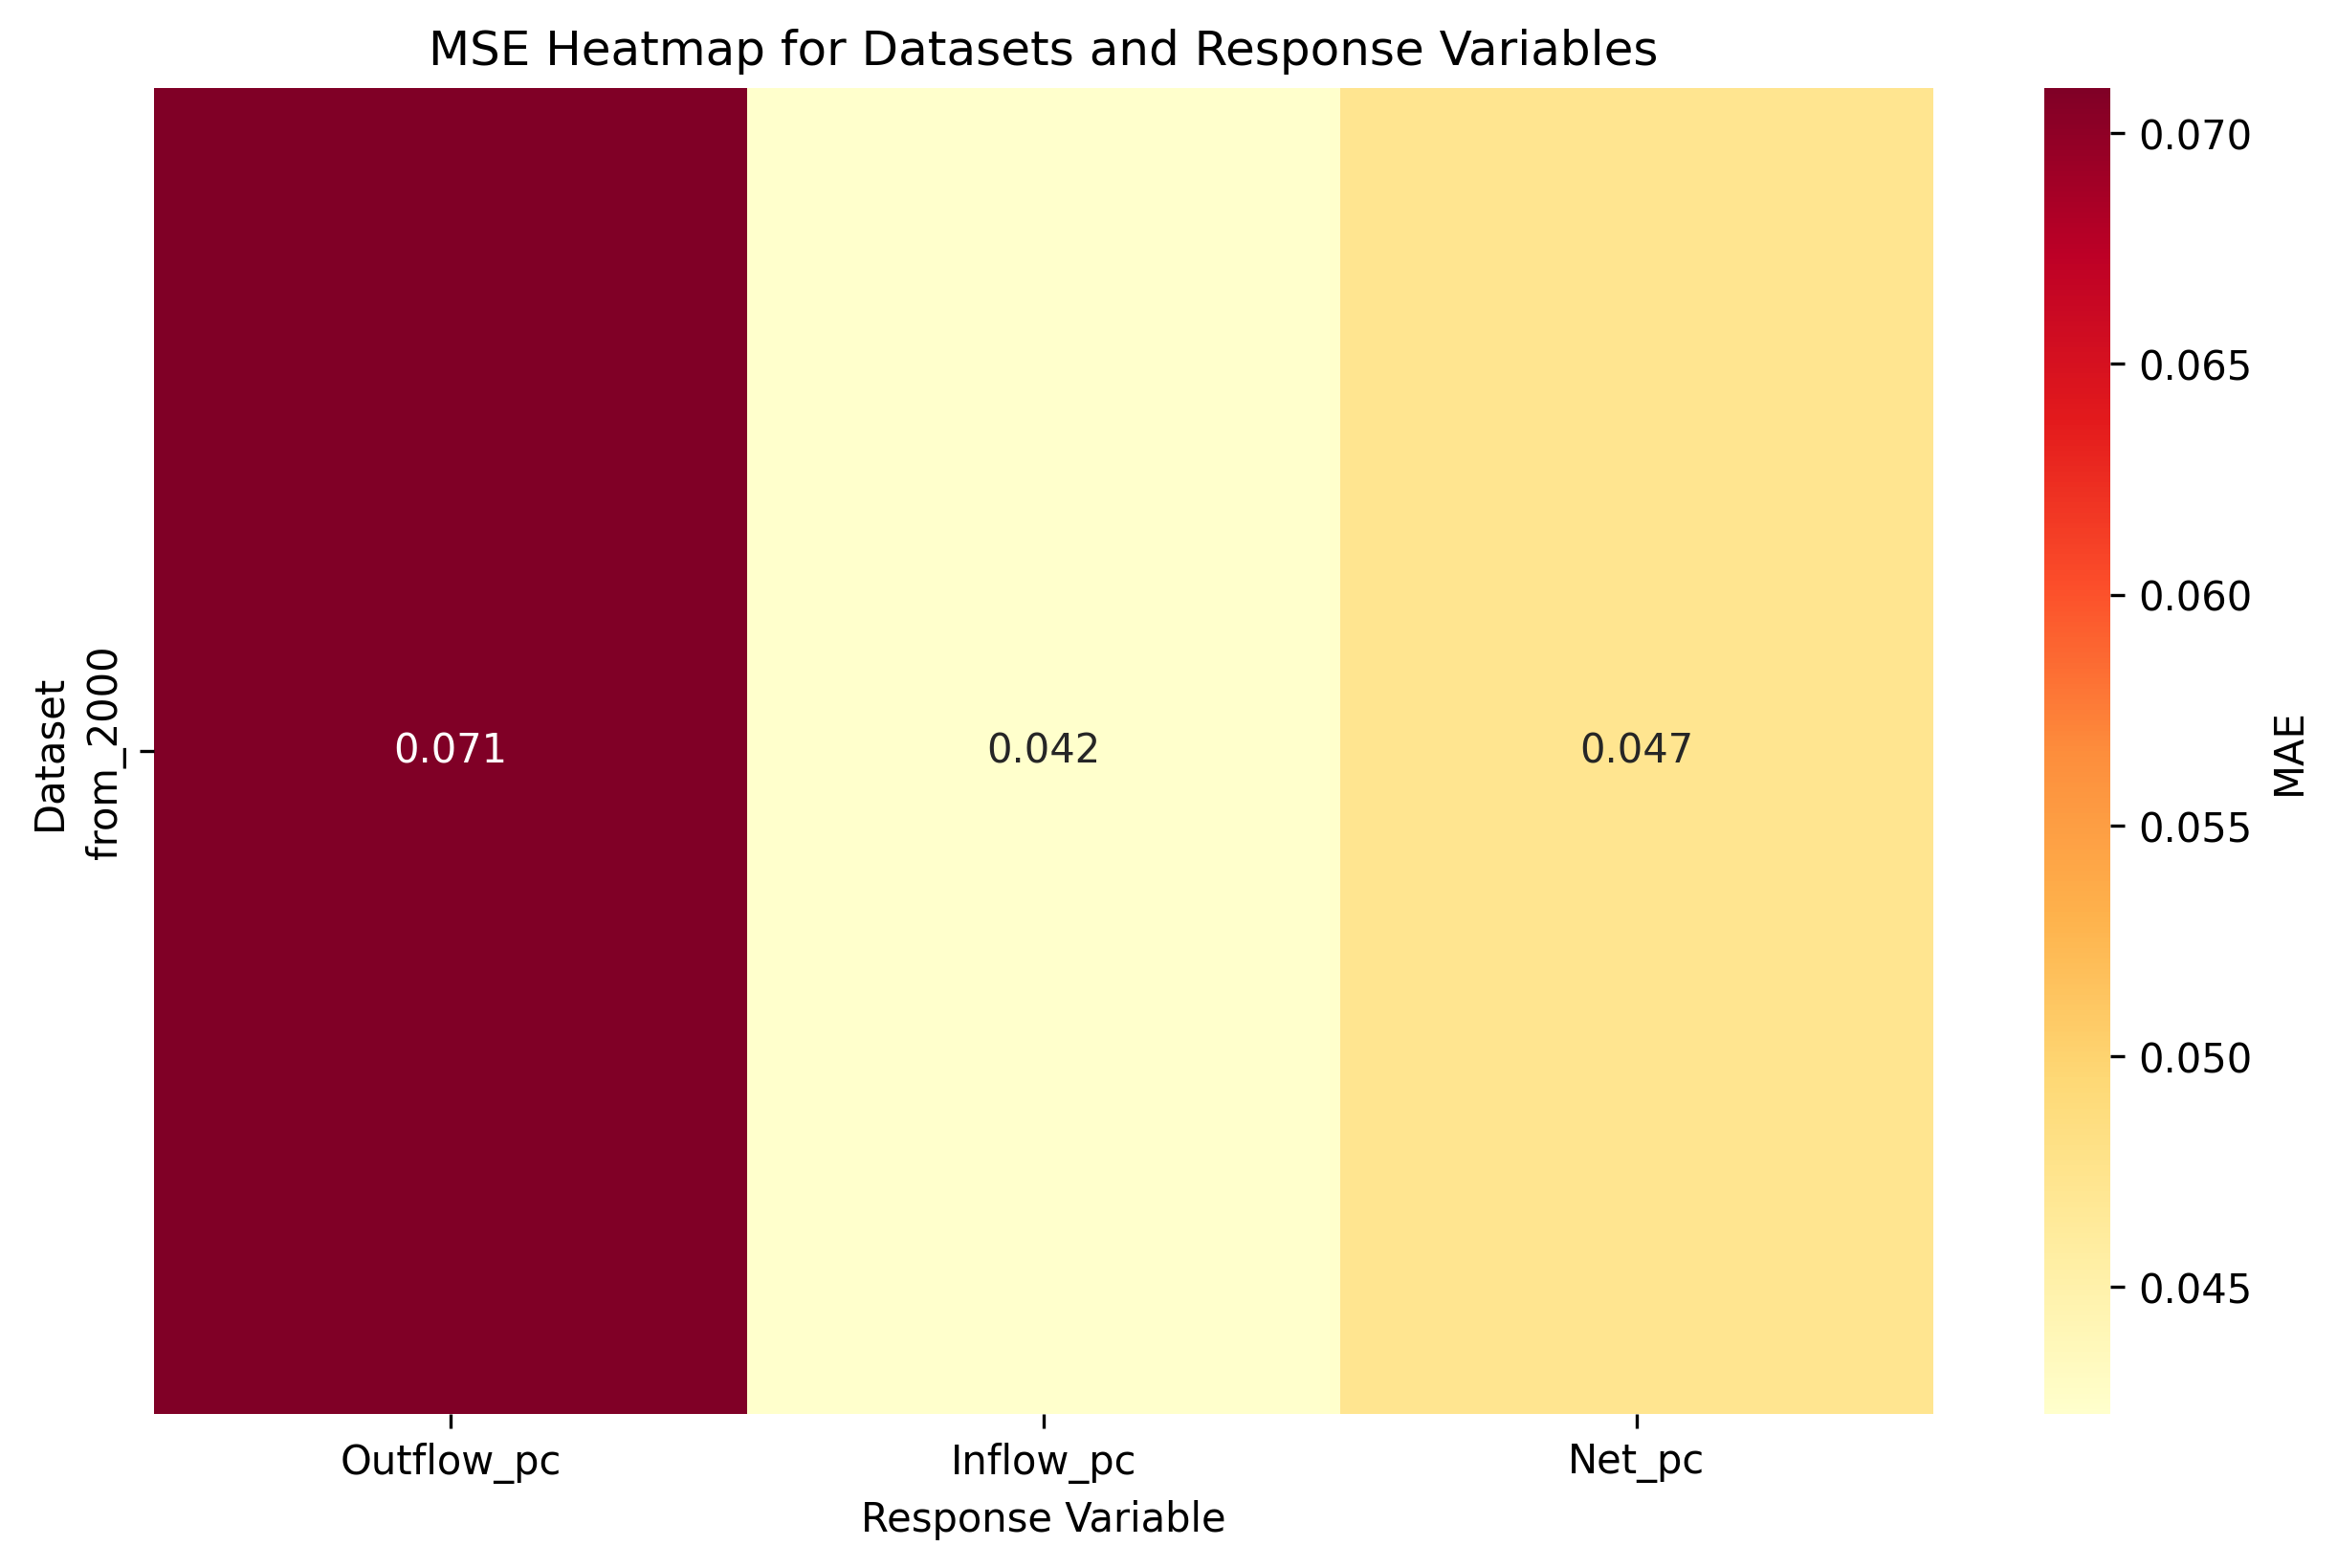 MSE Heatmap for Datasets and Response Variables
Dataset
from_2000
0.071
0.042
0.047
Outflow_pc
Inflow_pc
Net_pc
Response Variable
0.070
0.065
0.060
0.055
0.050
0.045
MAE